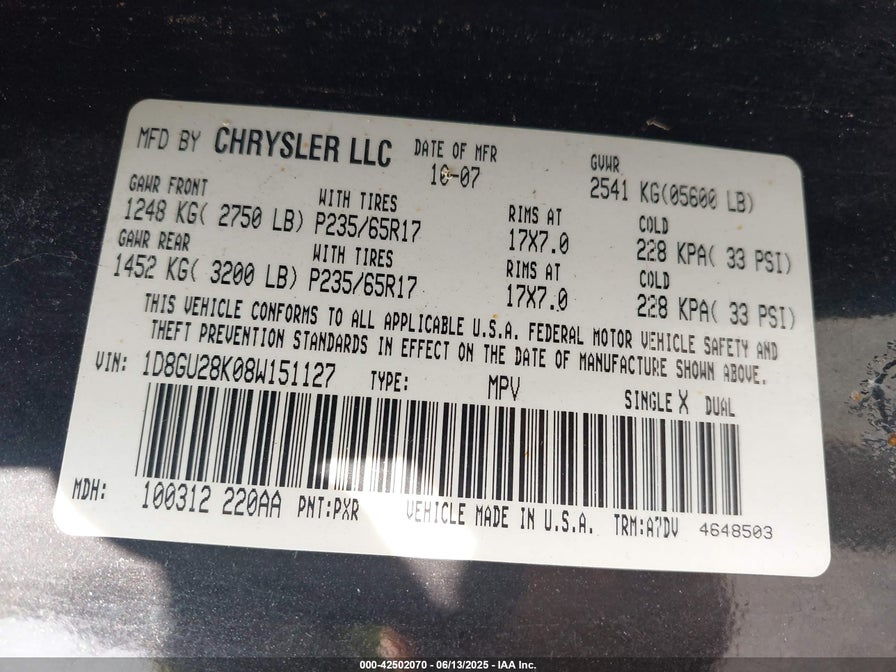 MFD BY CHRYSLER LLC DATE OF MFR GVWR
10-07 2541 KG(05600 LB)
GAWR FRONT WITH TIRES RIMS AT COLD
1248 KG( 2750 LB) P235/65R17 17X7.0 228 KPA( 33 PSI)
GAWR REAR WITH TIRES RIMS AT COLD
1452 KG( 3200 LB) P235/65R17 17X7.0 228 KPA( 33 PSI)
THIS VEHICLE CONFORMS TO ALL APPLICABLE U.S.A. FEDERAL MOTOR VEHICLE SAFETY AND
THEFT PREVENTION STANDARDS IN EFFECT ON THE DATE OF MANUFACTURE SHOWN ABOVE.
VIN: 1D8GU28K08W151127 TYPE: MPV SINGLE X DUAL
MDH: 100312 220AA PNT:PXR VEHICLE MADE IN U.S.A. TRM:A7DV 4648503
000-42502070 - 06/13/2025 - IAA Inc.